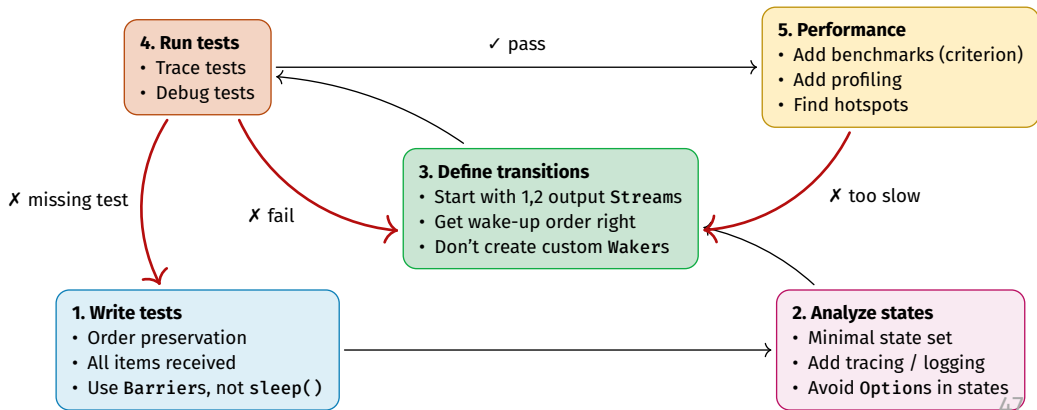 4. Run tests
• Trace tests
• Debug tests
✓ pass
5. Performance
• Add benchmarks (criterion)
• Add profiling
• Find hotspots
3. Define transitions
• Start with 1,2 output Streams
• Get wake-up order right
• Don't create custom Wakers
✗ missing test
✗ fail
✗ too slow
1. Write tests
• Order preservation
• All items received
• Use Barriers, not sleep()
2. Analyze states
• Minimal state set
• Add tracing / logging
• Avoid Options in states
47